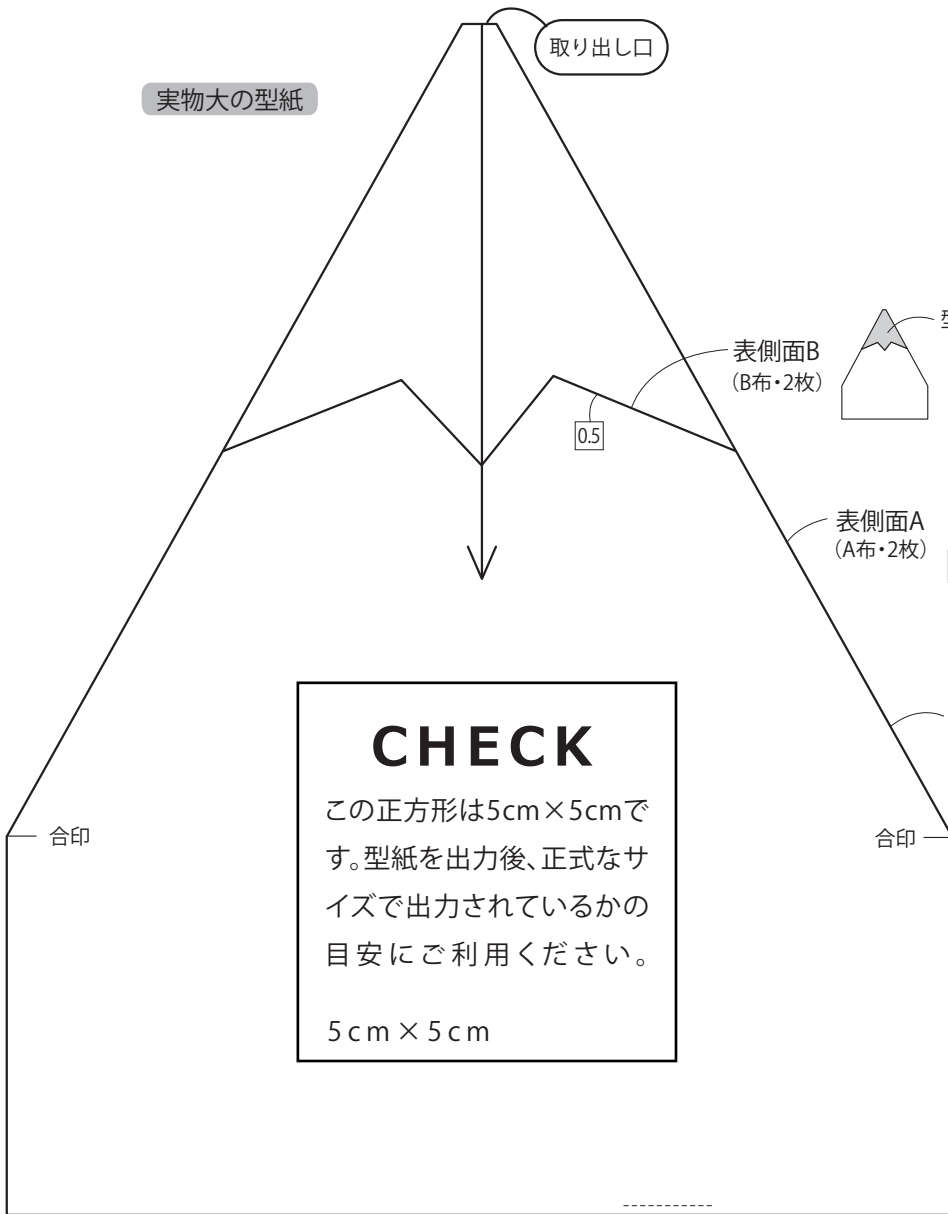 取り出し口
実物大の型紙
表側面B
（B布・2枚）
0.5
表側面A
（A布・2枚）
CHECK
この正方形は5cm×5cmで
す。型紙を出力後、正式なサ
イズで出力されているかの
目安にご利用ください。
5cm×5cm
合印
合印